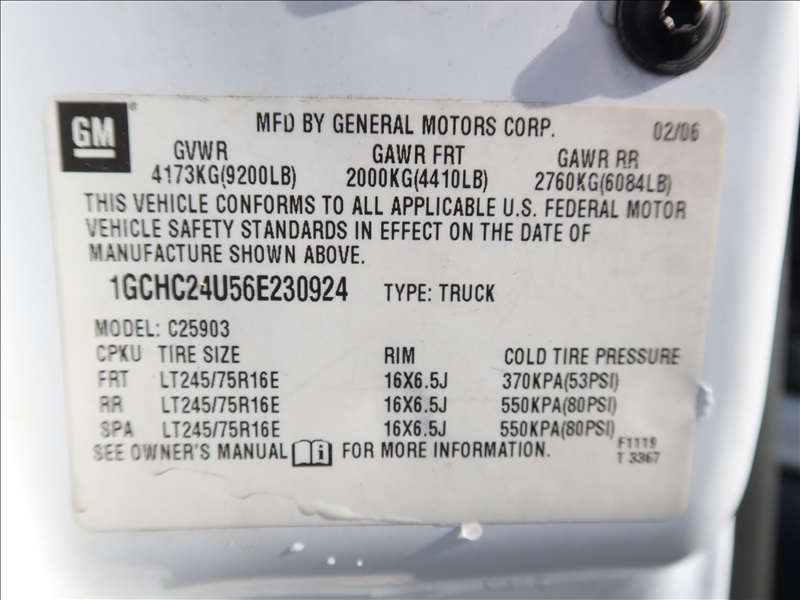 GM ®
MFD BY GENERAL MOTORS CORP. 02/06
GVWR GAWR FRT GAWR RR
4173KG(9200LB) 2000KG(4410LB) 2760KG(6084LB)
THIS VEHICLE CONFORMS TO ALL APPLICABLE U.S. FEDERAL MOTOR
VEHICLE SAFETY STANDARDS IN EFFECT ON THE DATE OF
MANUFACTURE SHOWN ABOVE.
1GCHC24U56E230924 TYPE: TRUCK
MODEL: C25903
CPKU TIRE SIZE RIM COLD TIRE PRESSURE
FRT LT245/75R16E 16X6.5J 370KPA(53PSI)
RR LT245/75R16E 16X6.5J 550KPA(80PSI)
SPA LT245/75R16E 16X6.5J 550KPA(80PSI)
SEE OWNER'S MANUAL i FOR MORE INFORMATION.
F1119
T 3367